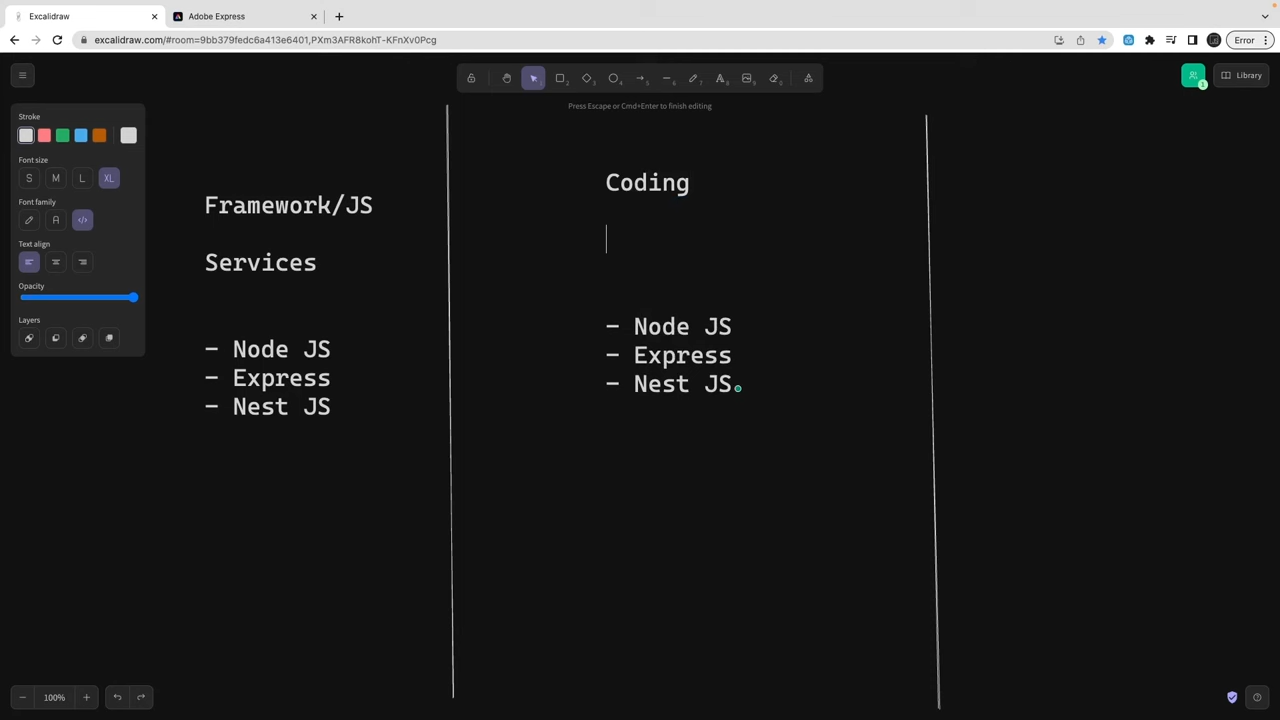 Excalidraw
Adobe Express
excalidraw.com/#room=9bb379fedc6a413e6401,PXm3AFR8kohT-KFnXv0Pcg
Error
Library
Press Escape or Cmd+Enter to finish editing
Stroke
Font size
S M L XL
Font family
A </>
Text align
Opacity
Layers
Framework/JS
Services
- Node JS
- Express
- Nest JS
Coding
- Node JS
- Express
- Nest JS
100%